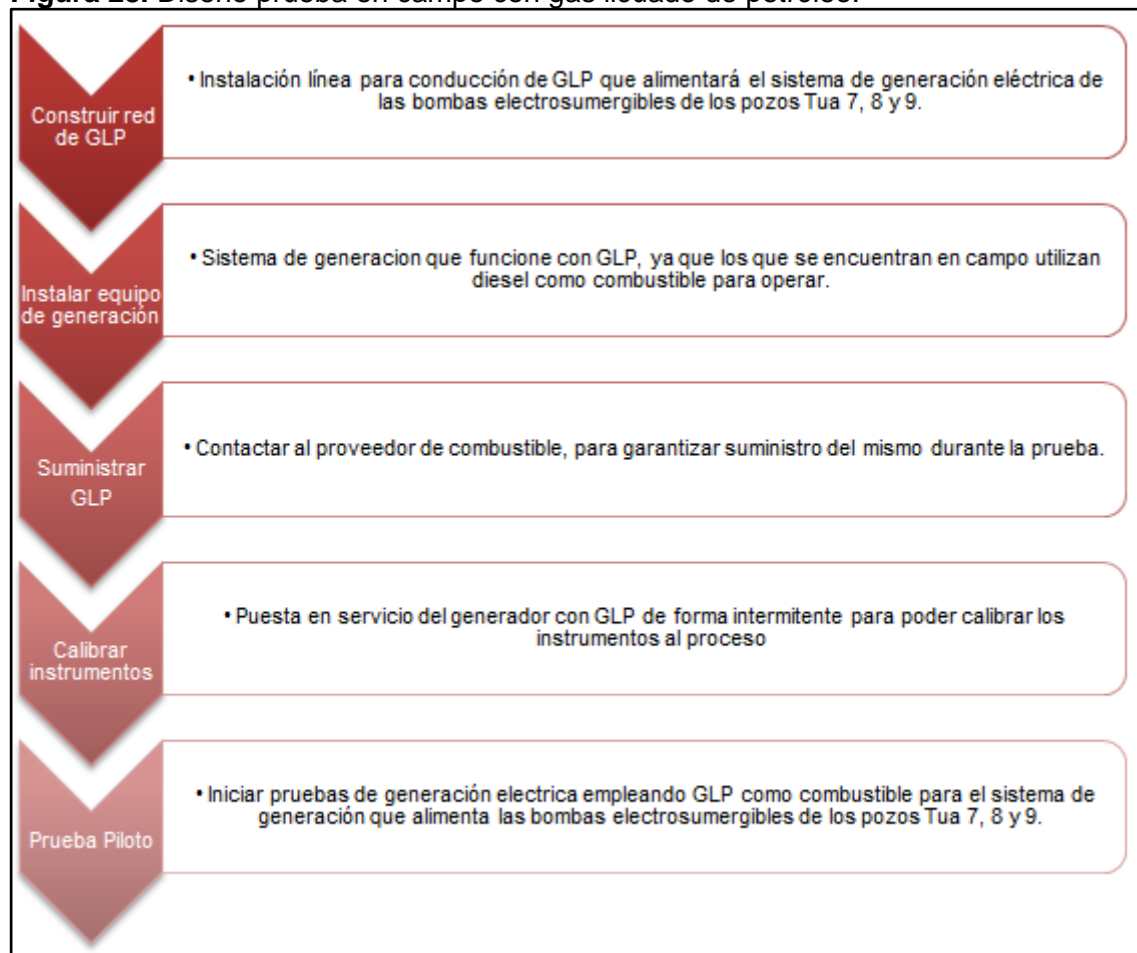 Diseño prueba en campo con gas licuado de petróleo.
Construir red
de GLP
• Instalación línea para conducción de GLP que alimentará el sistema de generación eléctrica de
las bombas electrosumergibles de los pozos Tua 7, 8 y 9.
Instalar equipo
de generación
• Sistema de generacion que funcione con GLP, ya que los que se encuentran en campo utilizan
diesel como combustible para operar.
Suministrar
GLP
• Contactar al proveedor de combustible, para garantizar suministro del mismo durante la prueba.
Calibrar
instrumentos
• Puesta en servicio del generador con GLP de forma intermitente para poder calibrar los
instrumentos al proceso
Prueba Piloto
• Iniciar pruebas de generación electrica empleando GLP como combustible para el sistema de
generación que alimenta las bombas electrosumergibles de los pozos Tua 7, 8 y 9.